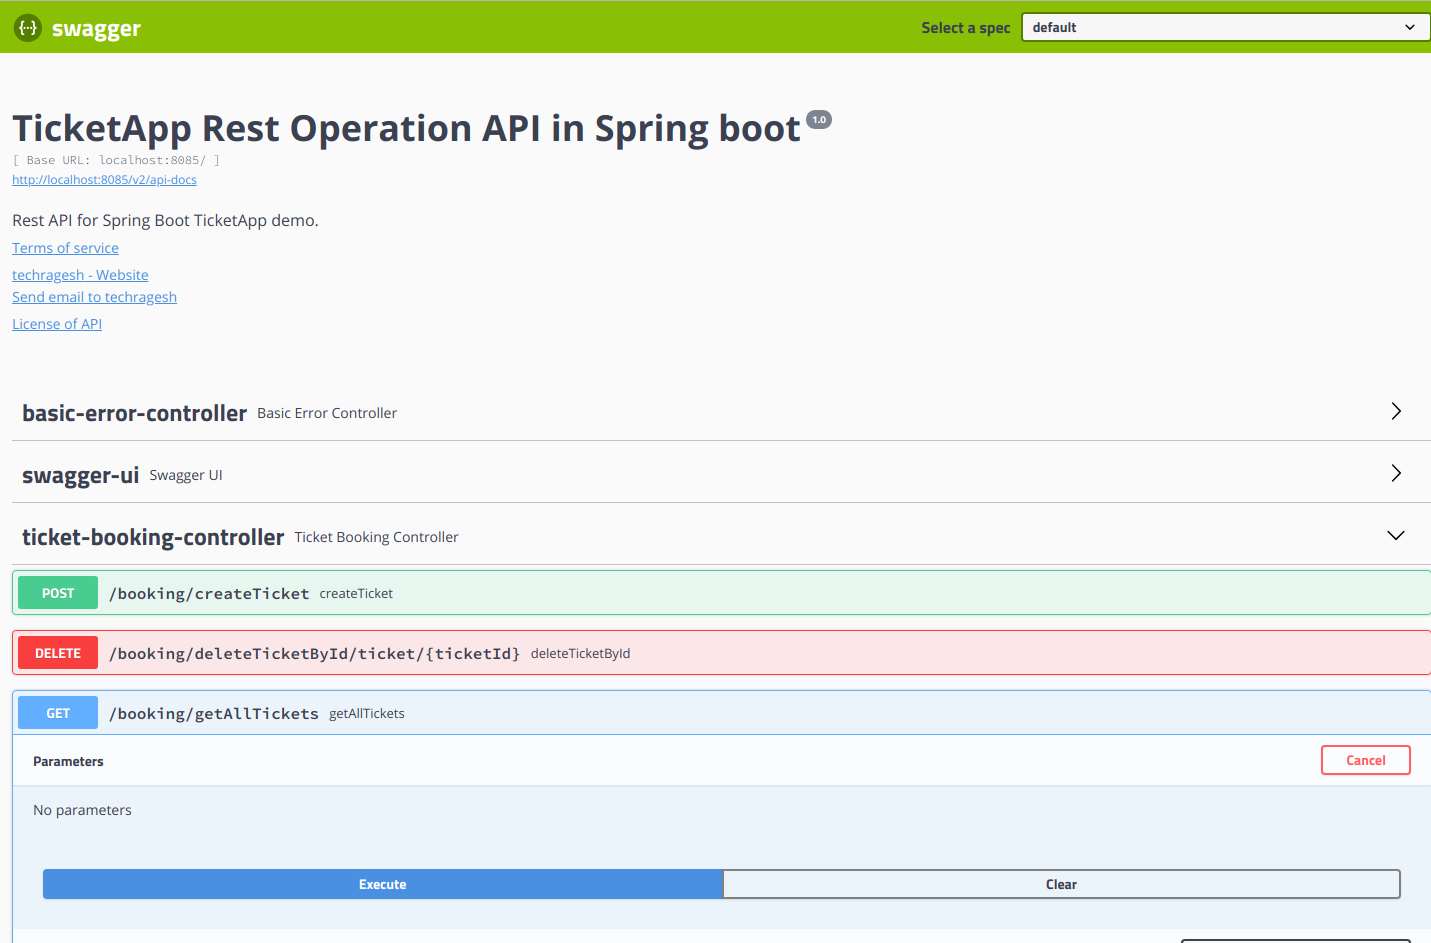 {···} swagger
Select a spec default
TicketApp Rest Operation API in Spring boot 1.0
[ Base URL: localhost:8085/ ]
http://localhost:8085/v2/api-docs
Rest API for Spring Boot TicketApp demo.
Terms of service
techragesh - Website
Send email to techragesh
License of API
basic-error-controller Basic Error Controller
swagger-ui Swagger UI
ticket-booking-controller Ticket Booking Controller
POST /booking/createTicket createTicket
DELETE /booking/deleteTicketById/ticket/{ticketId} deleteTicketById
GET /booking/getAllTickets getAllTickets
Parameters Cancel
No parameters
Execute Clear